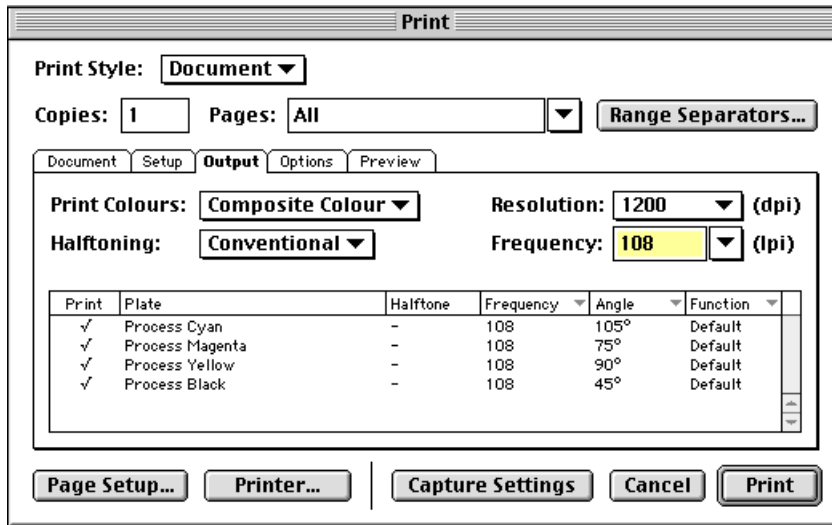 Print
Print Style: Document
Copies: 1 Pages: All Range Separators...
Document Setup Output Options Preview
Print Colours: Composite Colour Resolution: 1200 (dpi)
Halftoning: Conventional Frequency: 108 (lpi)
Print Plate Halftone Frequency Angle Function
√ Process Cyan - 108 105° Default
√ Process Magenta - 108 75° Default
√ Process Yellow - 108 90° Default
√ Process Black - 108 45° Default
Page Setup... Printer... Capture Settings Cancel Print